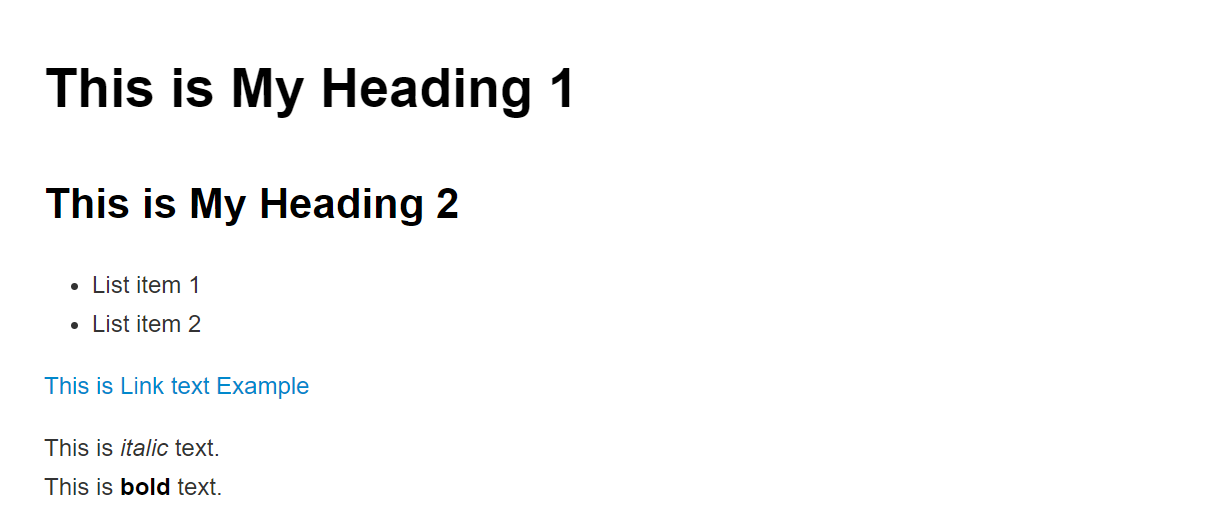 This is My Heading 1
This is My Heading 2
• List item 1
• List item 2
This is Link text Example
This is italic text.
This is bold text.